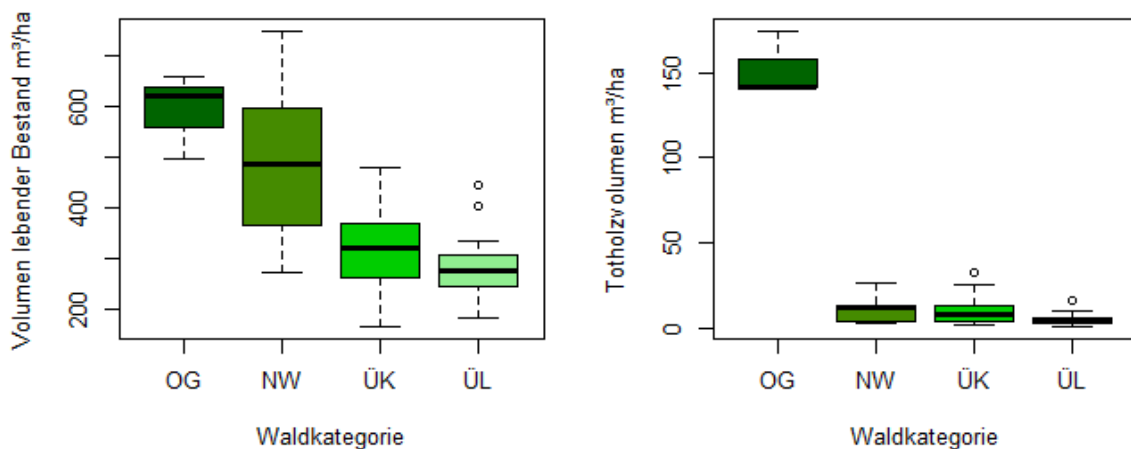 Volumen lebender Bestand m³/ha
600
400
200
OG NW ÜK ÜL
Waldkategorie
Totholzvolumen m³/ha
150
100
50
0
OG NW ÜK ÜL
Waldkategorie